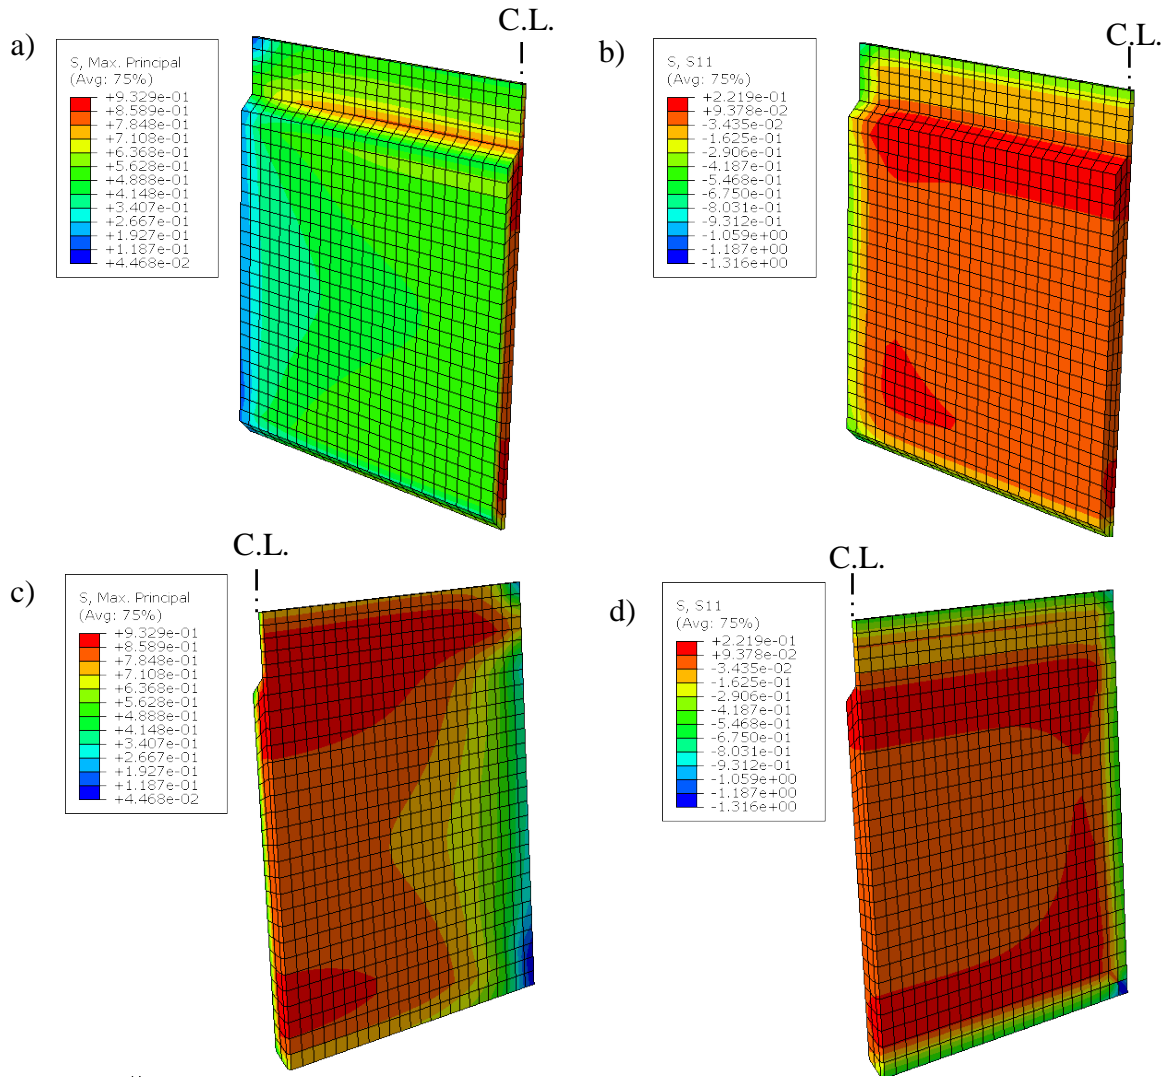 a)
C.L.
S, Max. Principal
(Avg: 75%)
+9.329e-01
+8.589e-01
+7.848e-01
+7.108e-01
+6.368e-01
+5.628e-01
+4.888e-01
+4.148e-01
+3.407e-01
+2.667e-01
+1.927e-01
+1.187e-01
+4.468e-02
b)
C.L.
S, S11
(Avg: 75%)
+2.219e-01
+9.378e-02
-3.435e-02
-1.625e-01
-2.906e-01
-4.187e-01
-5.468e-01
-6.750e-01
-8.031e-01
-9.312e-01
-1.059e+00
-1.187e+00
-1.316e+00
c)
C.L.
S, Max. Principal
(Avg: 75%)
+9.329e-01
+8.589e-01
+7.848e-01
+7.108e-01
+6.368e-01
+5.628e-01
+4.888e-01
+4.148e-01
+3.407e-01
+2.667e-01
+1.927e-01
+1.187e-01
+4.468e-02
d)
C.L.
S, S11
(Avg: 75%)
+2.219e-01
+9.378e-02
-3.435e-02
-1.625e-01
-2.906e-01
-4.187e-01
-5.468e-01
-6.750e-01
-8.031e-01
-9.312e-01
-1.059e+00
-1.187e+00
-1.316e+00